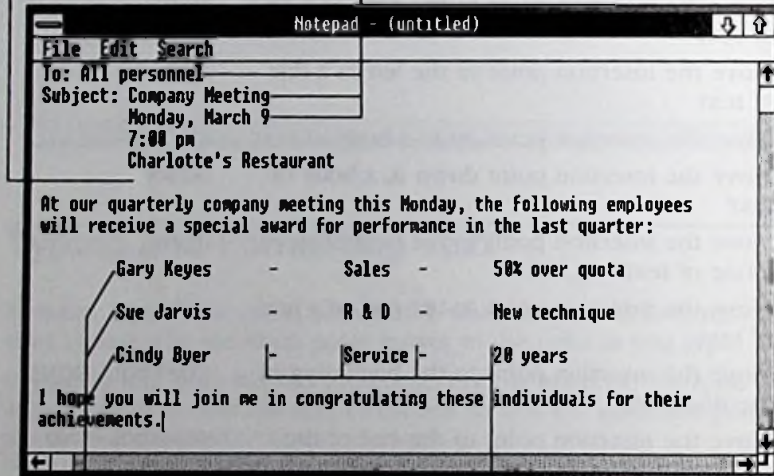 Notepad - (untitled)
File Edit Search
To: All personnel
Subject: Company Meeting
Monday, March 9
7:00 pm
Charlotte's Restaurant
At our quarterly company meeting this Monday, the following employees
will receive a special award for performance in the last quarter:
Gary Keyes - Sales - 50% over quota
Sue Jarvis - R & D New technique
Cindy Byer - Service - 20 years
I hope you will join me in congratulating these individuals for their
achievements.